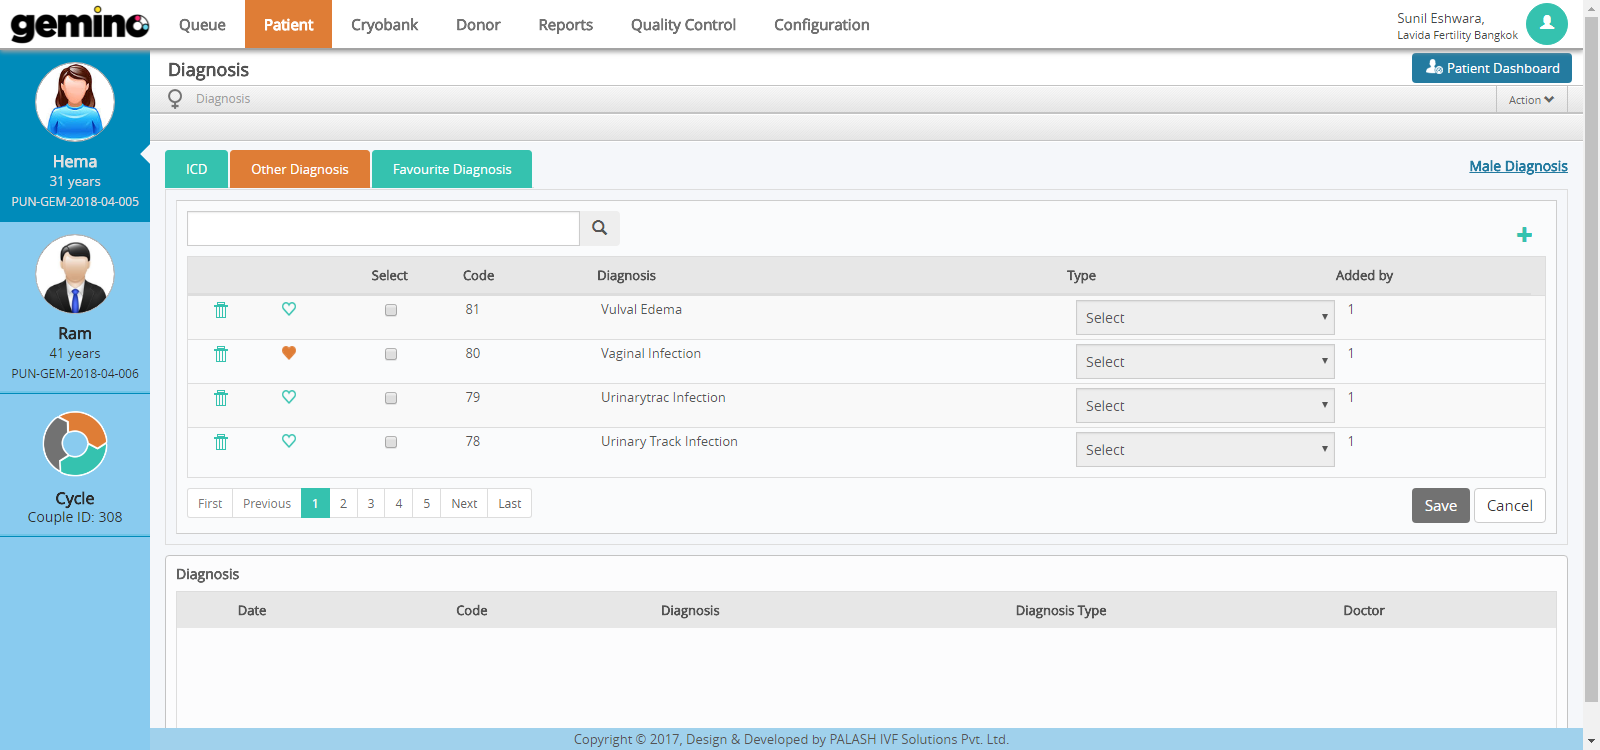 gemino Queue Patient Cryobank Donor Reports Quality Control Configuration
Sunil Eshwara,
Lavida Fertility Bangkok
Hema
31 years
PUN-GEM-2018-04-005
Ram
41 years
PUN-GEM-2018-04-006
Cycle
Couple ID: 308
Diagnosis
Patient Dashboard
Diagnosis
Action
ICD Other Diagnosis Favourite Diagnosis
Male Diagnosis
Select Code Diagnosis Type Added by
81 Vulval Edema Select 1
80 Vaginal Infection Select 1
79 Urinarytrac Infection Select 1
78 Urinary Track Infection Select 1
First Previous 1 2 3 4 5 Next Last
Save Cancel
Diagnosis
Date Code Diagnosis Diagnosis Type Doctor
Copyright © 2017, Design & Developed by PALASH IVF Solutions Pvt. Ltd.